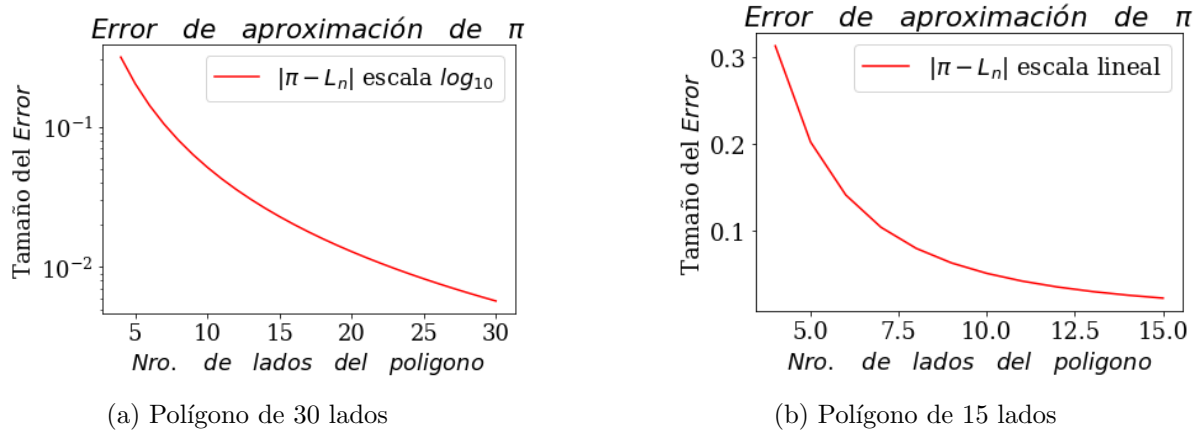 Error de aproximación de π
|π − Lₙ| escala log₁₀
Tamaño del Error
10⁻¹
10⁻²
5 10 15 20 25 30
Nro. de lados del poligono
(a) Polígono de 30 lados
Error de aproximación de π
|π − Lₙ| escala lineal
Tamaño del Error
0.3
0.2
0.1
5.0 7.5 10.0 12.5 15.0
Nro. de lados del poligono
(b) Polígono de 15 lados